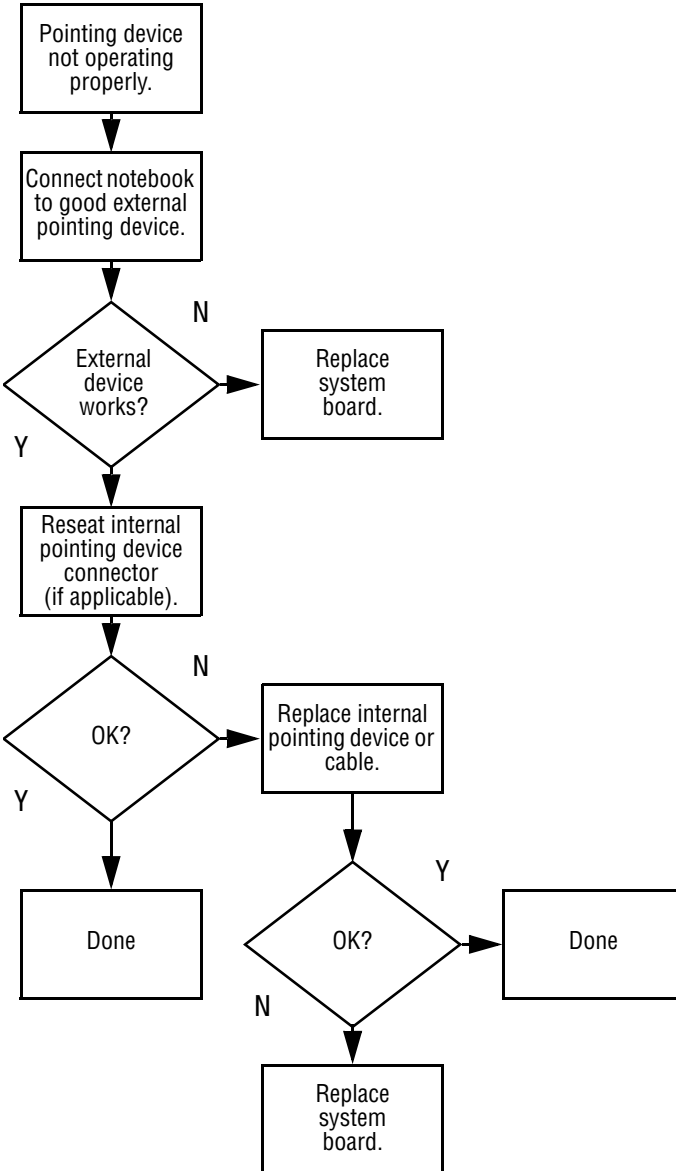 Pointing device
not operating
properly.
Connect notebook
to good external
pointing device.
N
External
device
works?
Replace
system
board.
Y
Reseat internal
pointing device
connector
(if applicable).
N
OK?
Replace internal
pointing device or
cable.
Y
Y
Done
OK?
Done
N
Replace
system
board.